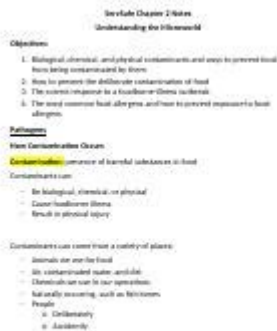 ServSafe Chapter 2 Notes
Understanding the Microworld
Objectives:
1. Biological, chemical, and physical contaminants and ways to prevent food
from being contaminated by them
2. How to prevent the deliberate contamination of food
3. The correct response to a foodborne-illness outbreak
4. The most common food allergens and how to prevent exposure to food
allergens
Pathogens
How Contamination Occurs
Contamination: presence of harmful substances in food
Contaminants can:
- Be biological, chemical, or physical
- Cause foodborne illness
- Result in physical injury
Contaminants can come from a variety of places:
- Animals we use for food
- Air, contaminated water, and dirt
- Chemicals we use in our operations
- Naturally occurring, such as fish bones
- People
o Deliberately
o Accidently